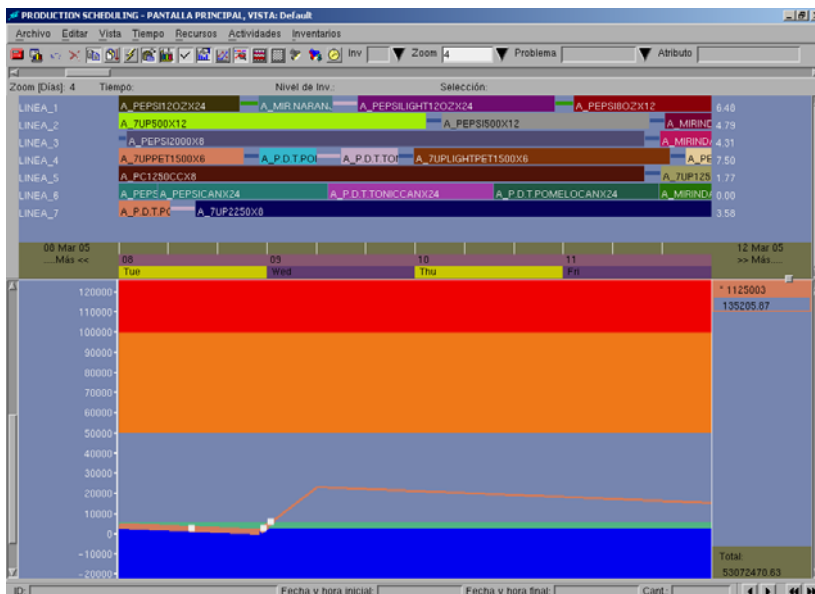 PRODUCTION SCHEDULING - PANTALLA PRINCIPAL, VISTA: Default
Archivo Editar Vista Tiempo Recursos Actividades Inventarios
Inv Zoom 4 Problema Atributo
Zoom [Días]: 4 Tiempo: Nivel de Inv.: Selección:
LINEA_1 A_PEPSI12OZX24 A_MIR.NARAN. A_PEPSILIGHT12OZX24 A_PEPSI8OZX12 6.48
LINEA_2 A_7UP500X12 A_PEPSI500X12 A_MIRIND 4.79
LINEA_3 A_PEPSI2000X8 A_MIRIND 4.31
LINEA_4 A_7UPPET1500X6 A_P.D.T.POI A_P.D.T.TOI A_7UPLIGHTPET1500X6 A_PE 7.50
LINEA_5 A_PC1250CCX8 A_7UP125 1.77
LINEA_6 A_PEPS A_PEPSICANX24 A_P.D.T.TONICCANX24 A_P.D.T.POMELOCANX24 A_MIRIND 0.00
LINEA_7 A_P.D.T.PO A_7UP2250X8 3.58
08 Mar 05 12 Mar 05
....Más << 08 09 10 11 >> Más....
Tue Wed Thu Fri
120000 * 1125003
110000 135205.87
100000
90000
80000
70000
60000
50000
40000
30000
20000
10000
0
-10000 Total:
-20000 53072470.63
ID: Fecha y hora inicial: Fecha y hora final: Cant.: